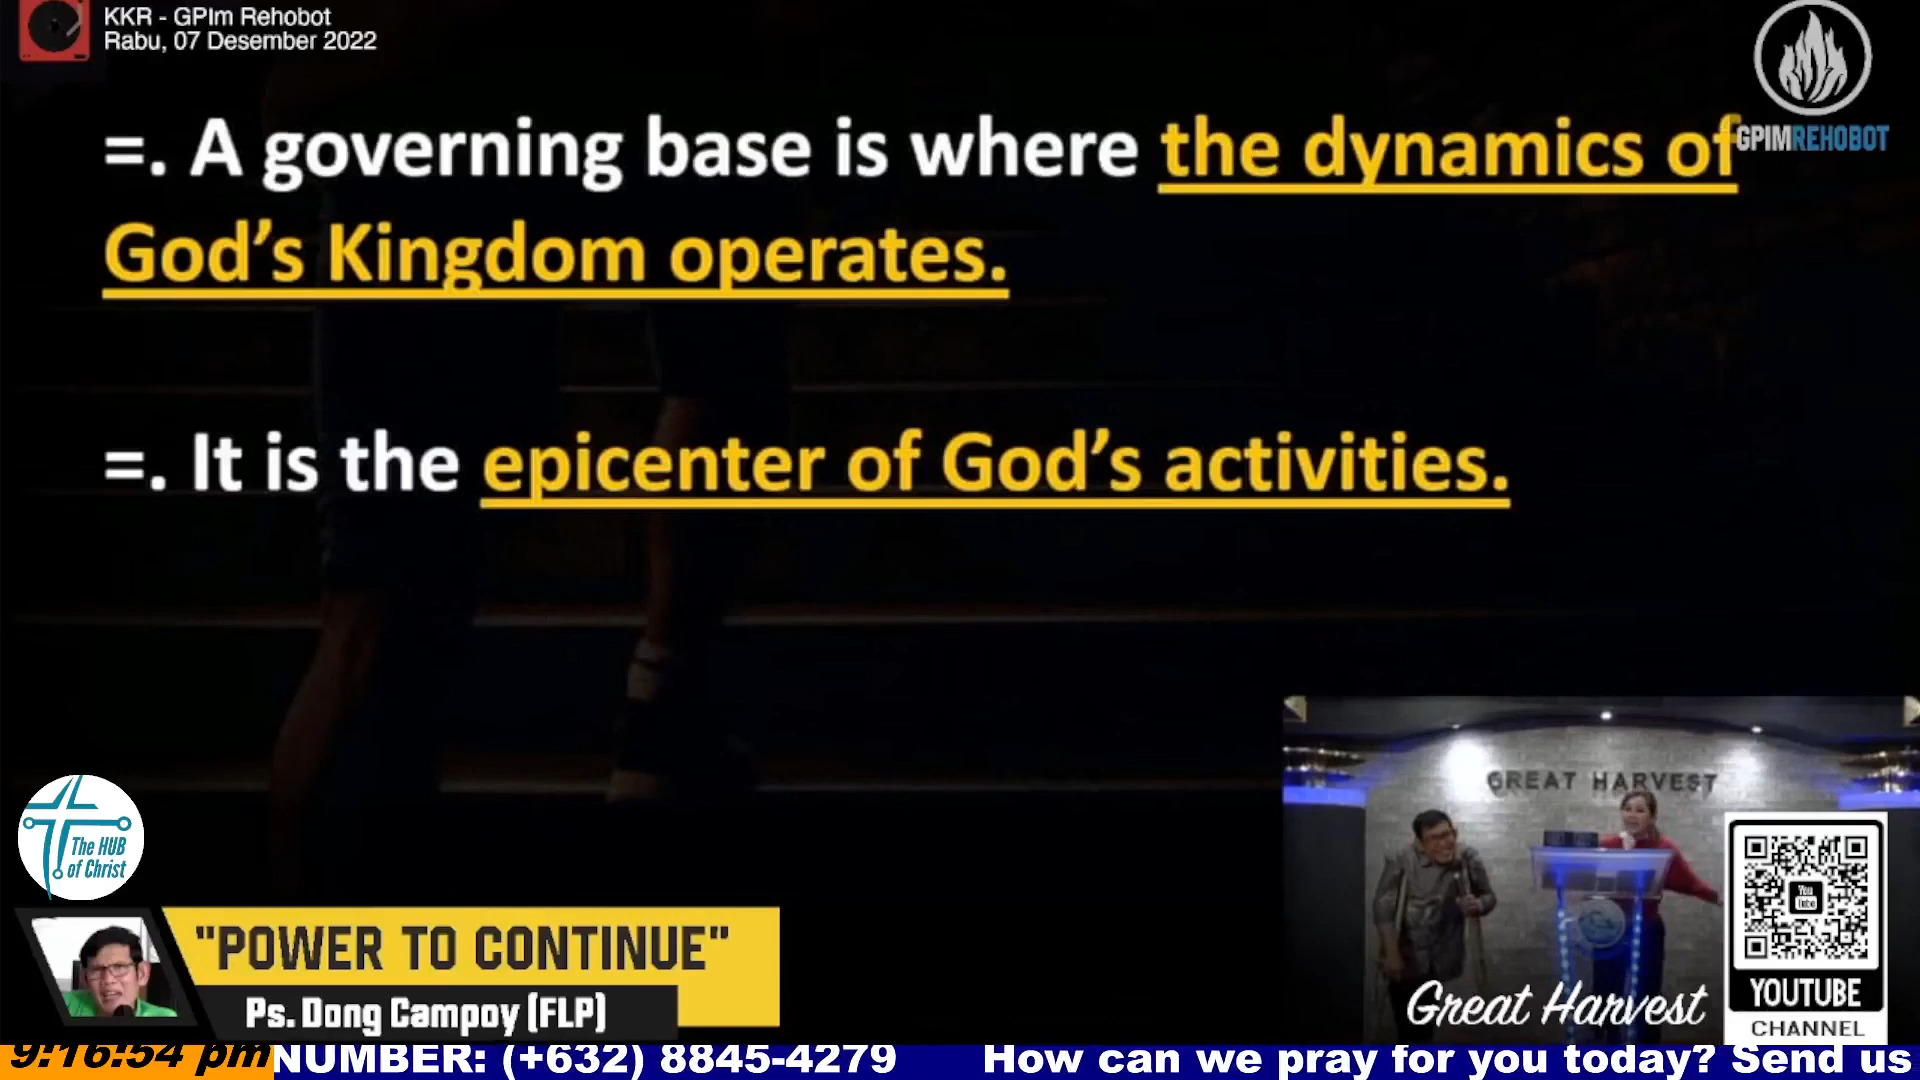 KKR - GPIm Rehobot
Rabu, 07 Desember 2022
GPIMREHOBOT
=. A governing base is where the dynamics of
God's Kingdom operates.
=. It is the epicenter of God's activities.
The HUB
of Christ
"POWER TO CONTINUE"
Ps. Dong Campoy (FLP)
GREAT HARVEST
Great Harvest
You
Tube
YOUTUBE
CHANNEL
9:16:54 pm
NUMBER: (+632) 8845-4279 How can we pray for you today? Send us